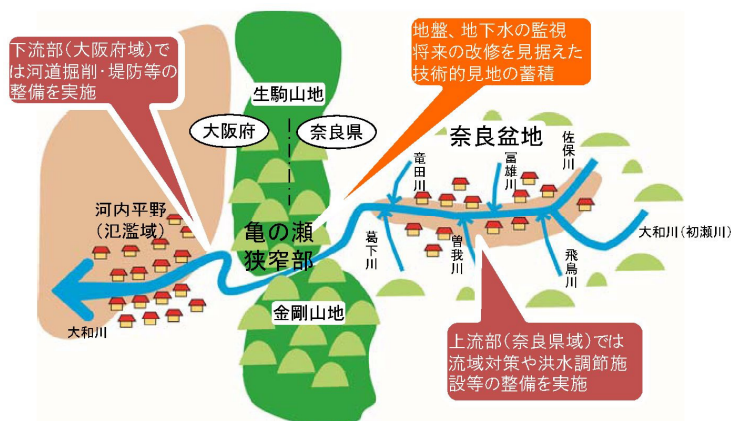 下流部(大阪府域)で
は河道掘削・堤防等の
整備を実施
地盤、地下水の監視
将来の改修を見据えた
技術的見地の蓄積
生駒山地
大阪府
奈良県
奈良盆地
佐保川
富雄川
竜田川
河内平野
(氾濫域)
亀の瀬
狭窄部
葛下川
曽我川
飛鳥川
大和川(初瀬川)
金剛山地
大和川
上流部(奈良県域)では
流域対策や洪水調節施
設等の整備を実施